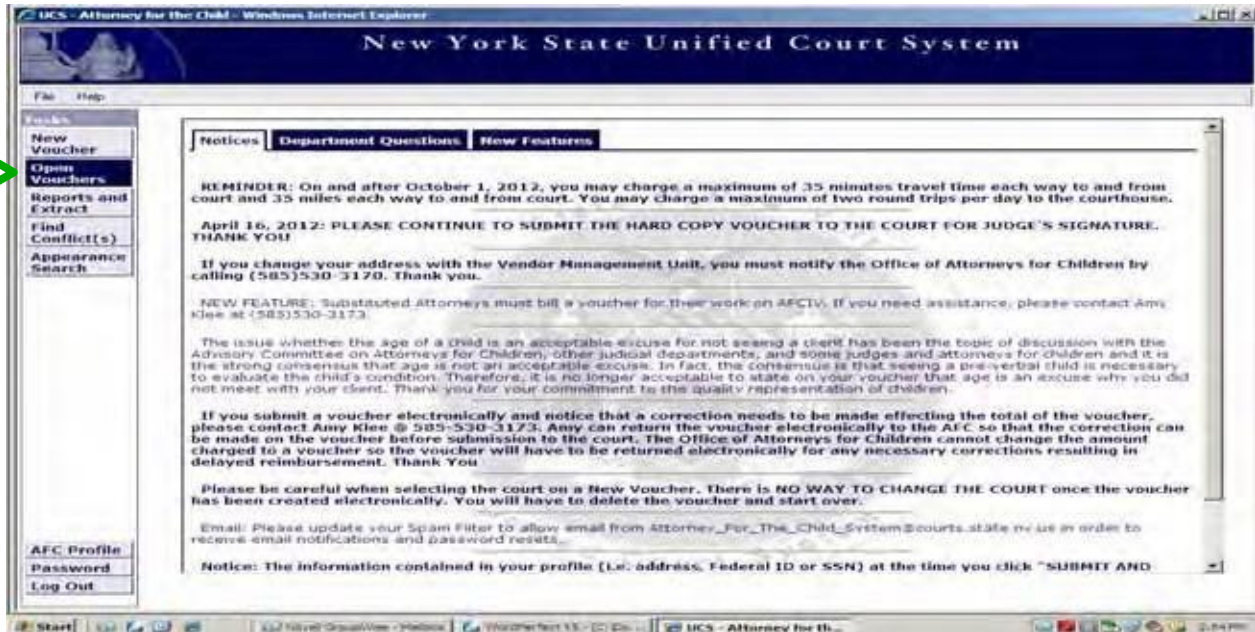 UCS - Attorney for the Child - Windows Internet Explorer
New York State Unified Court System
File Help
Tasks
New
Voucher
Open
Vouchers
Reports and
Extract
Find
Conflict(s)
Appearance
Search
Notices Department Questions New Features
REMINDER: On and after October 1, 2012, you may charge a maximum of 35 minutes travel time each way to and from
court and 35 miles each way to and from court. You may charge a maximum of two round trips per day to the courthouse.
April 16, 2012: PLEASE CONTINUE TO SUBMIT THE HARD COPY VOUCHER TO THE COURT FOR JUDGE'S SIGNATURE.
THANK YOU
If you change your address with the Vendor Management Unit, you must notify the Office of Attorneys for Children by
calling (585)530-3170. Thank you.
NEW FEATURE: Substituted Attorneys must bill a voucher for their work on AFCIV. If you need assistance, please contact Amy
Klee at (585)530-3173
The issue whether the age of a child is an acceptable excuse for not seeing a client has been the topic of discussion with the
Advisory Committee on Attorneys for Children, other judicial departments, and some judges and attorneys for children and it is
the strong consensus that age is not an acceptable excuse. In fact, the consensus is that seeing a pre-verbal child is necessary
to evaluate the child's condition. Therefore, it is no longer acceptable to state on your voucher that age is an excuse why you did
not meet with your client. Thank you for your commitment to the quality representation of children.
If you submit a voucher electronically and notice that a correction needs to be made effecting the total of the voucher,
please contact Amy Klee @ 585-530-3173. Amy can return the voucher electronically to the AFC so that the correction can
be made on the voucher before submission to the court. The Office of Attorneys for Children cannot change the amount
charged to a voucher so the voucher will have to be returned electronically for any necessary corrections resulting in
delayed reimbursement. Thank You
Please be careful when selecting the court on a New Voucher. There is NO WAY TO CHANGE THE COURT once the voucher
has been created electronically. You will have to delete the voucher and start over.
Email: Please update your Spam Filter to allow email from Attorney_For_The_Child_System@courts.state.ny.us in order to
receive email notifications and password resets.
Notice: The information contained in your profile (i.e. address, Federal ID or SSN) at the time you click "SUBMIT AND
AFC Profile
Password
Log Out
Start Novell GroupWise - Mailbox UCS - Attorney for th...